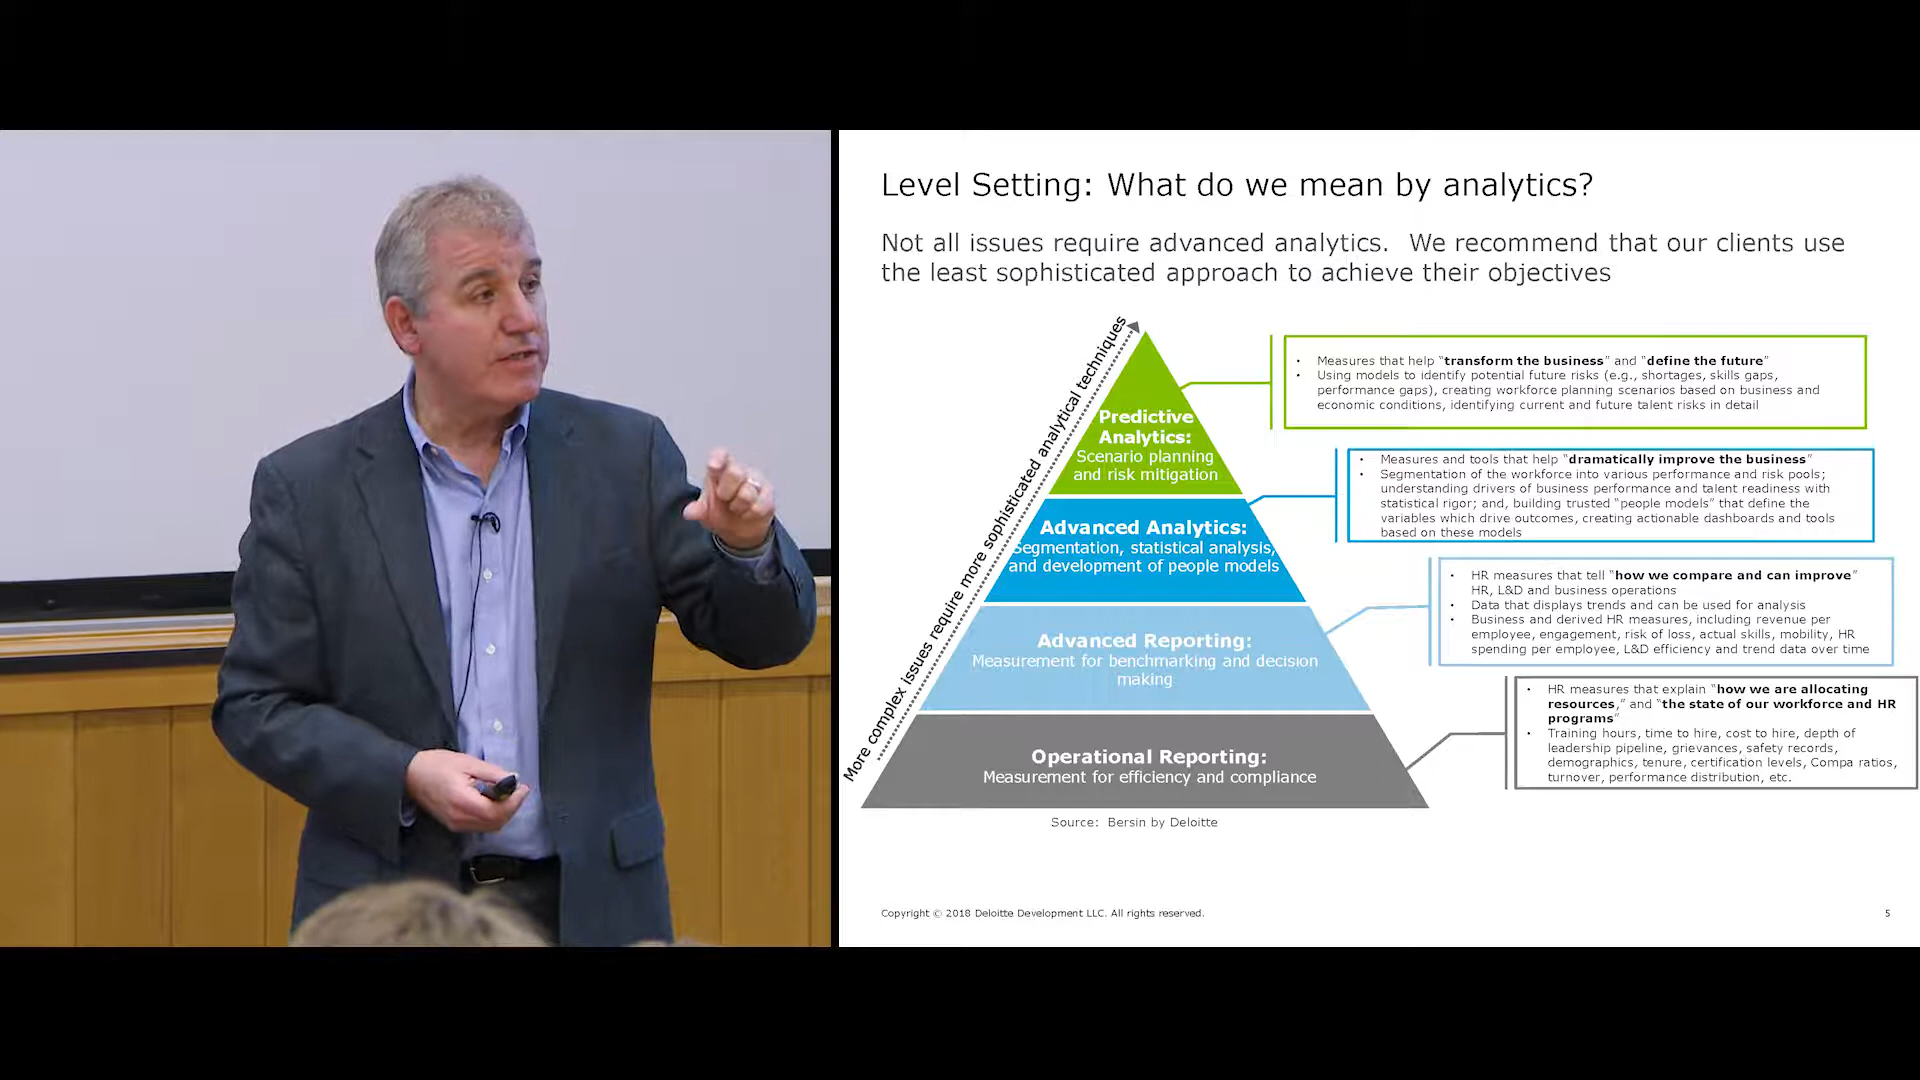 Level Setting: What do we mean by analytics?
Not all issues require advanced analytics.  We recommend that our clients use
the least sophisticated approach to achieve their objectives
More complex issues require more sophisticated analytical techniques
Predictive
Analytics:
Scenario planning
and risk mitigation
• Measures that help “transform the business” and “define the future”
• Using models to identify potential future risks (e.g., shortages, skills gaps,
performance gaps), creating workforce planning scenarios based on business and
economic conditions, identifying current and future talent risks in detail
Advanced Analytics:
Segmentation, statistical analysis,
and development of people models
• Measures and tools that help “dramatically improve the business”
• Segmentation of the workforce into various performance and risk pools;
understanding drivers of business performance and talent readiness with
statistical rigor; and, building trusted “people models” that define the
variables which drive outcomes, creating actionable dashboards and tools
based on these models
Advanced Reporting:
Measurement for benchmarking and decision
making
• HR measures that tell “how we compare and can improve”
HR, L&D and business operations
• Data that displays trends and can be used for analysis
• Business and derived HR measures, including revenue per
employee, engagement, risk of loss, actual skills, mobility, HR
spending per employee, L&D efficiency and trend data over time
Operational Reporting:
Measurement for efficiency and compliance
• HR measures that explain “how we are allocating
resources,” and “the state of our workforce and HR
programs”
• Training hours, time to hire, cost to hire, depth of
leadership pipeline, grievances, safety records,
demographics, tenure, certification levels, Compa ratios,
turnover, performance distribution, etc.
Source:  Bersin by Deloitte
Copyright © 2018 Deloitte Development LLC. All rights reserved.
5